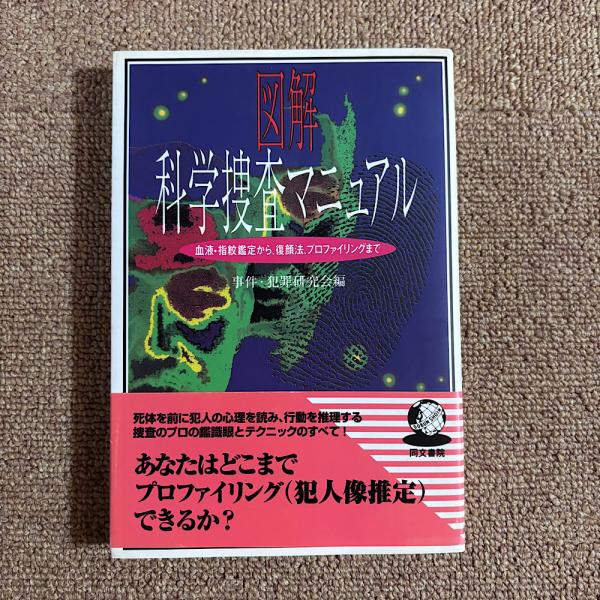 図解
科学捜査マニュアル
血液・指紋鑑定から、復顔法、プロファイリングまで
事件・犯罪研究会編
死体を前に犯人の心理を読み、行動を推理する
捜査のプロの鑑識眼とテクニックのすべて！
あなたはどこまで
プロファイリング（犯人像推定）
できるか？
同文書院